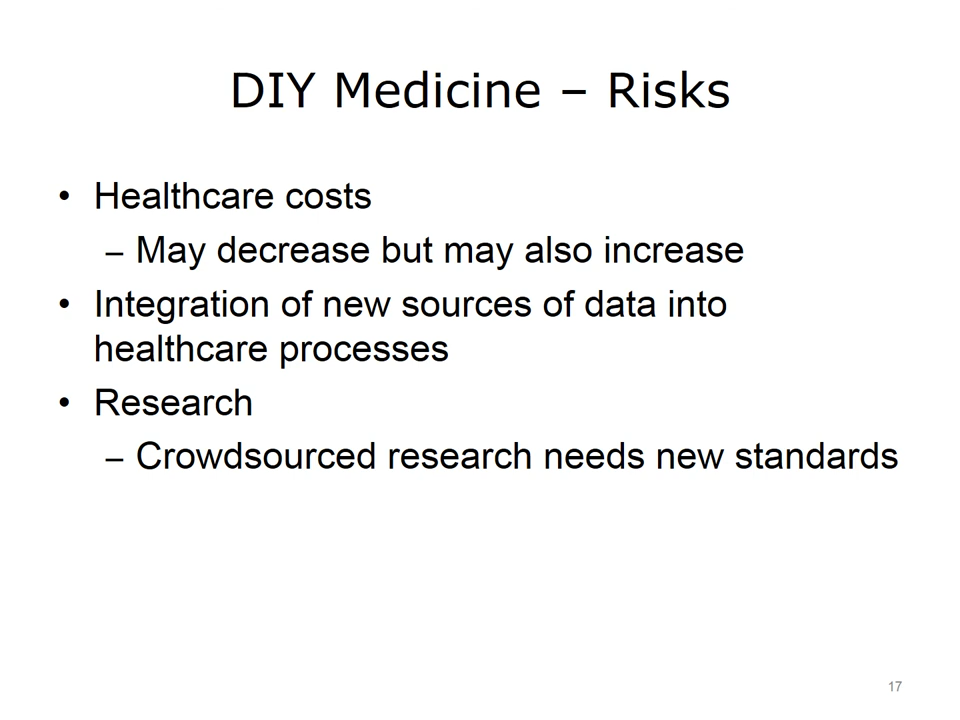 DIY Medicine – Risks
• Healthcare costs
– May decrease but may also increase
• Integration of new sources of data into
healthcare processes
• Research
– Crowdsourced research needs new standards
17